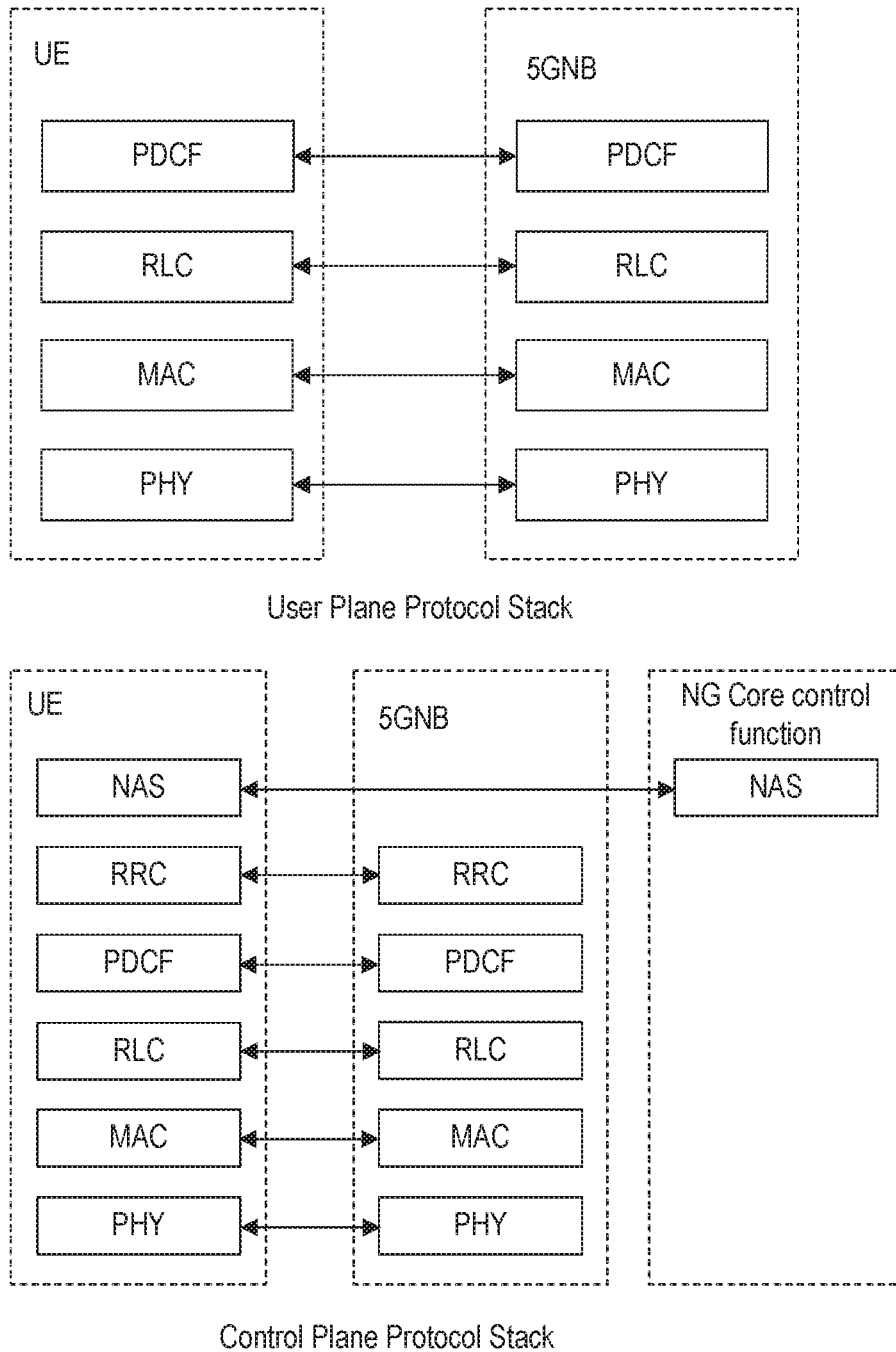 UE
5GNB
PDCF
PDCF
RLC
RLC
MAC
MAC
PHY
PHY
User Plane Protocol Stack
UE
5GNB
NG Core control
function
NAS
NAS
RRC
RRC
PDCF
PDCF
RLC
RLC
MAC
MAC
PHY
PHY
Control Plane Protocol Stack